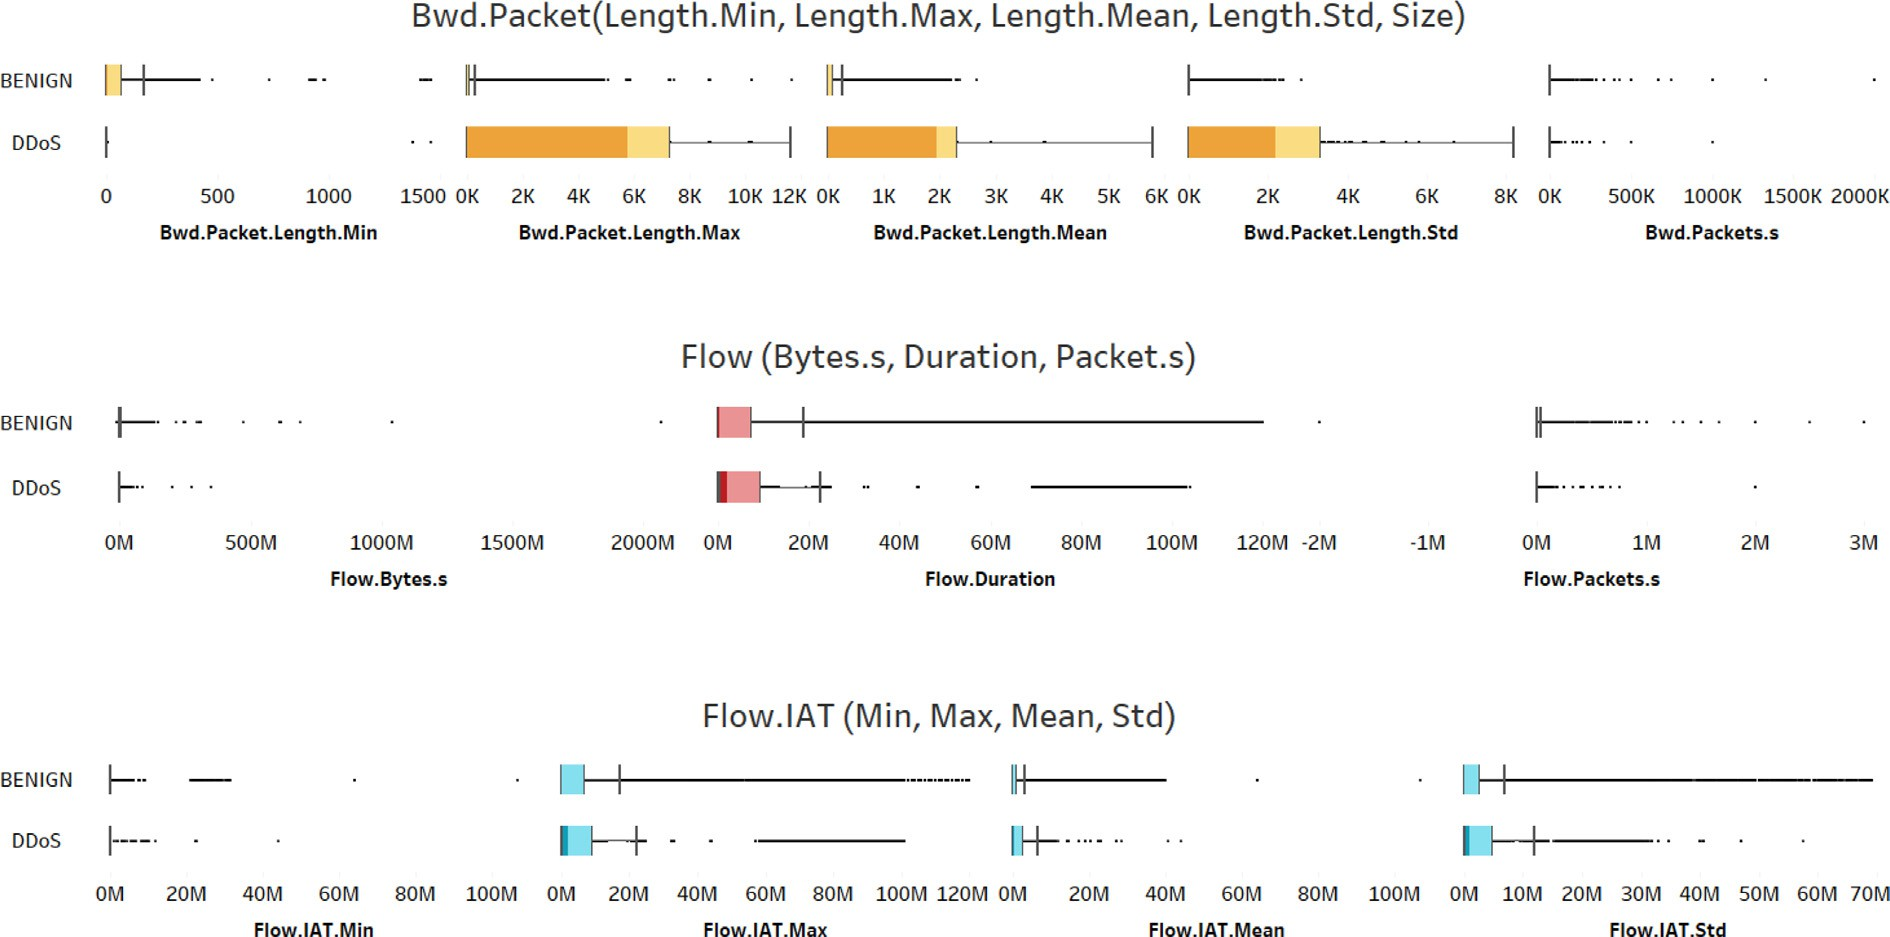 Bwd.Packet(Length.Min, Length.Max, Length.Mean, Length.Std, Size)
BENIGN
DDoS
0 500 1000 1500 0K 2K 4K 6K 8K 10K 12K 0K 1K 2K 3K 4K 5K 6K 0K 2K 4K 6K 8K 0K 500K 1000K 1500K 2000K
Bwd.Packet.Length.Min Bwd.Packet.Length.Max Bwd.Packet.Length.Mean Bwd.Packet.Length.Std Bwd.Packets.s
Flow (Bytes.s, Duration, Packet.s)
BENIGN
DDoS
0M 500M 1000M 1500M 2000M 0M 20M 40M 60M 80M 100M 120M -2M -1M 0M 1M 2M 3M
Flow.Bytes.s Flow.Duration Flow.Packets.s
Flow.IAT (Min, Max, Mean, Std)
BENIGN
DDoS
0M 20M 40M 60M 80M 100M 0M 20M 40M 60M 80M 100M 120M 0M 20M 40M 60M 80M 100M 0M 10M 20M 30M 40M 50M 60M 70M
Flow.IAT.Min Flow.IAT.Max Flow.IAT.Mean Flow.IAT.Std